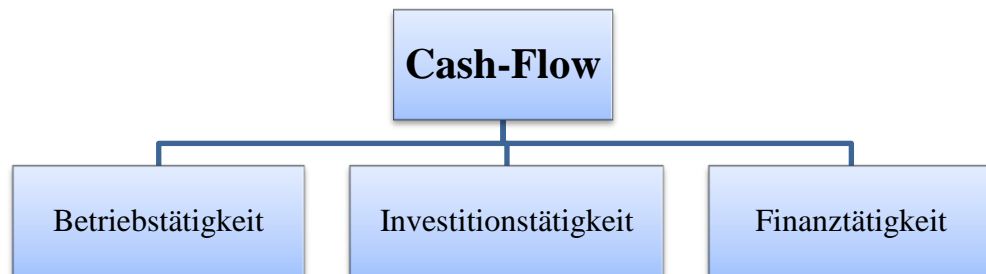 Cash-Flow
Betriebstätigkeit
Investitionstätigkeit
Finanztätigkeit